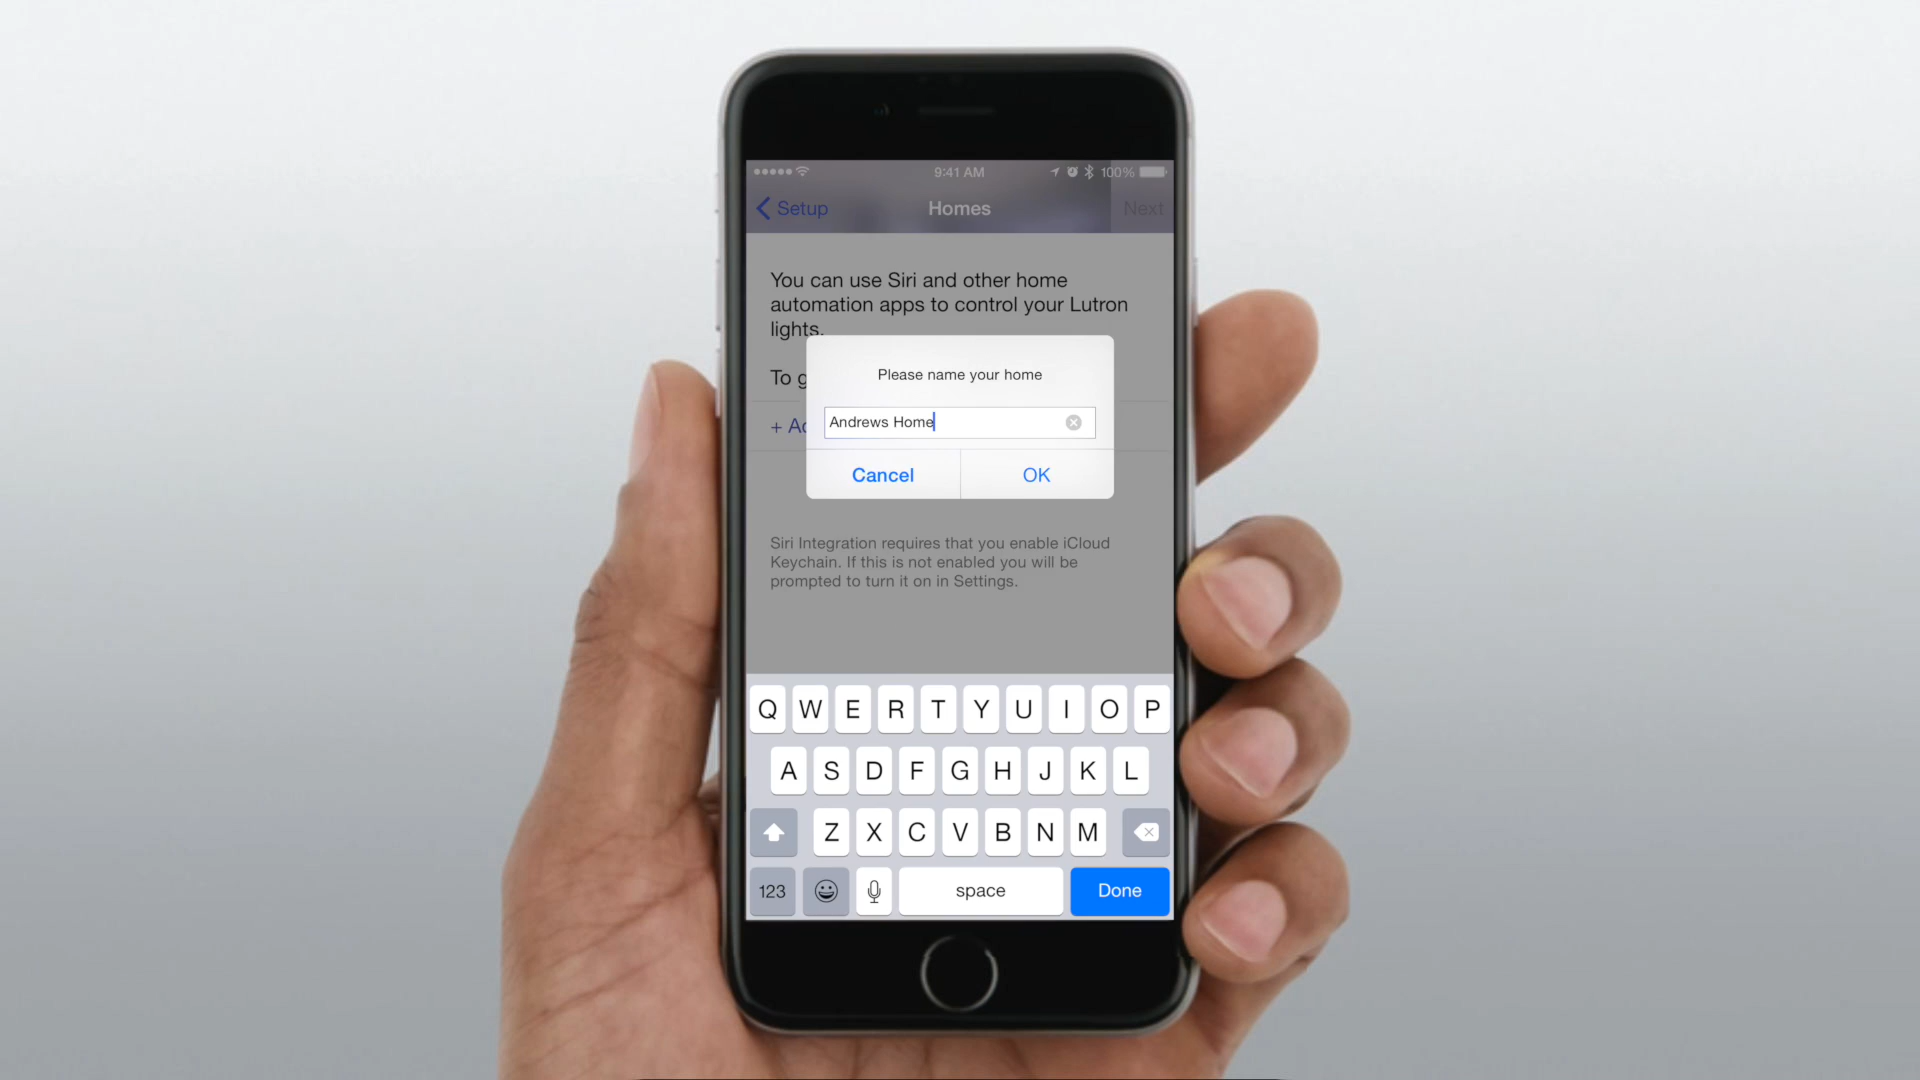 9:41 AM 100%
Setup Homes Next
You can use Siri and other home
automation apps to control your Lutron
lights.
To g
+ Ad
Please name your home
Andrews Home
Cancel OK
Siri Integration requires that you enable iCloud
Keychain. If this is not enabled you will be
prompted to turn it on in Settings.
Q W E R T Y U I O P
A S D F G H J K L
Z X C V B N M
123 space Done